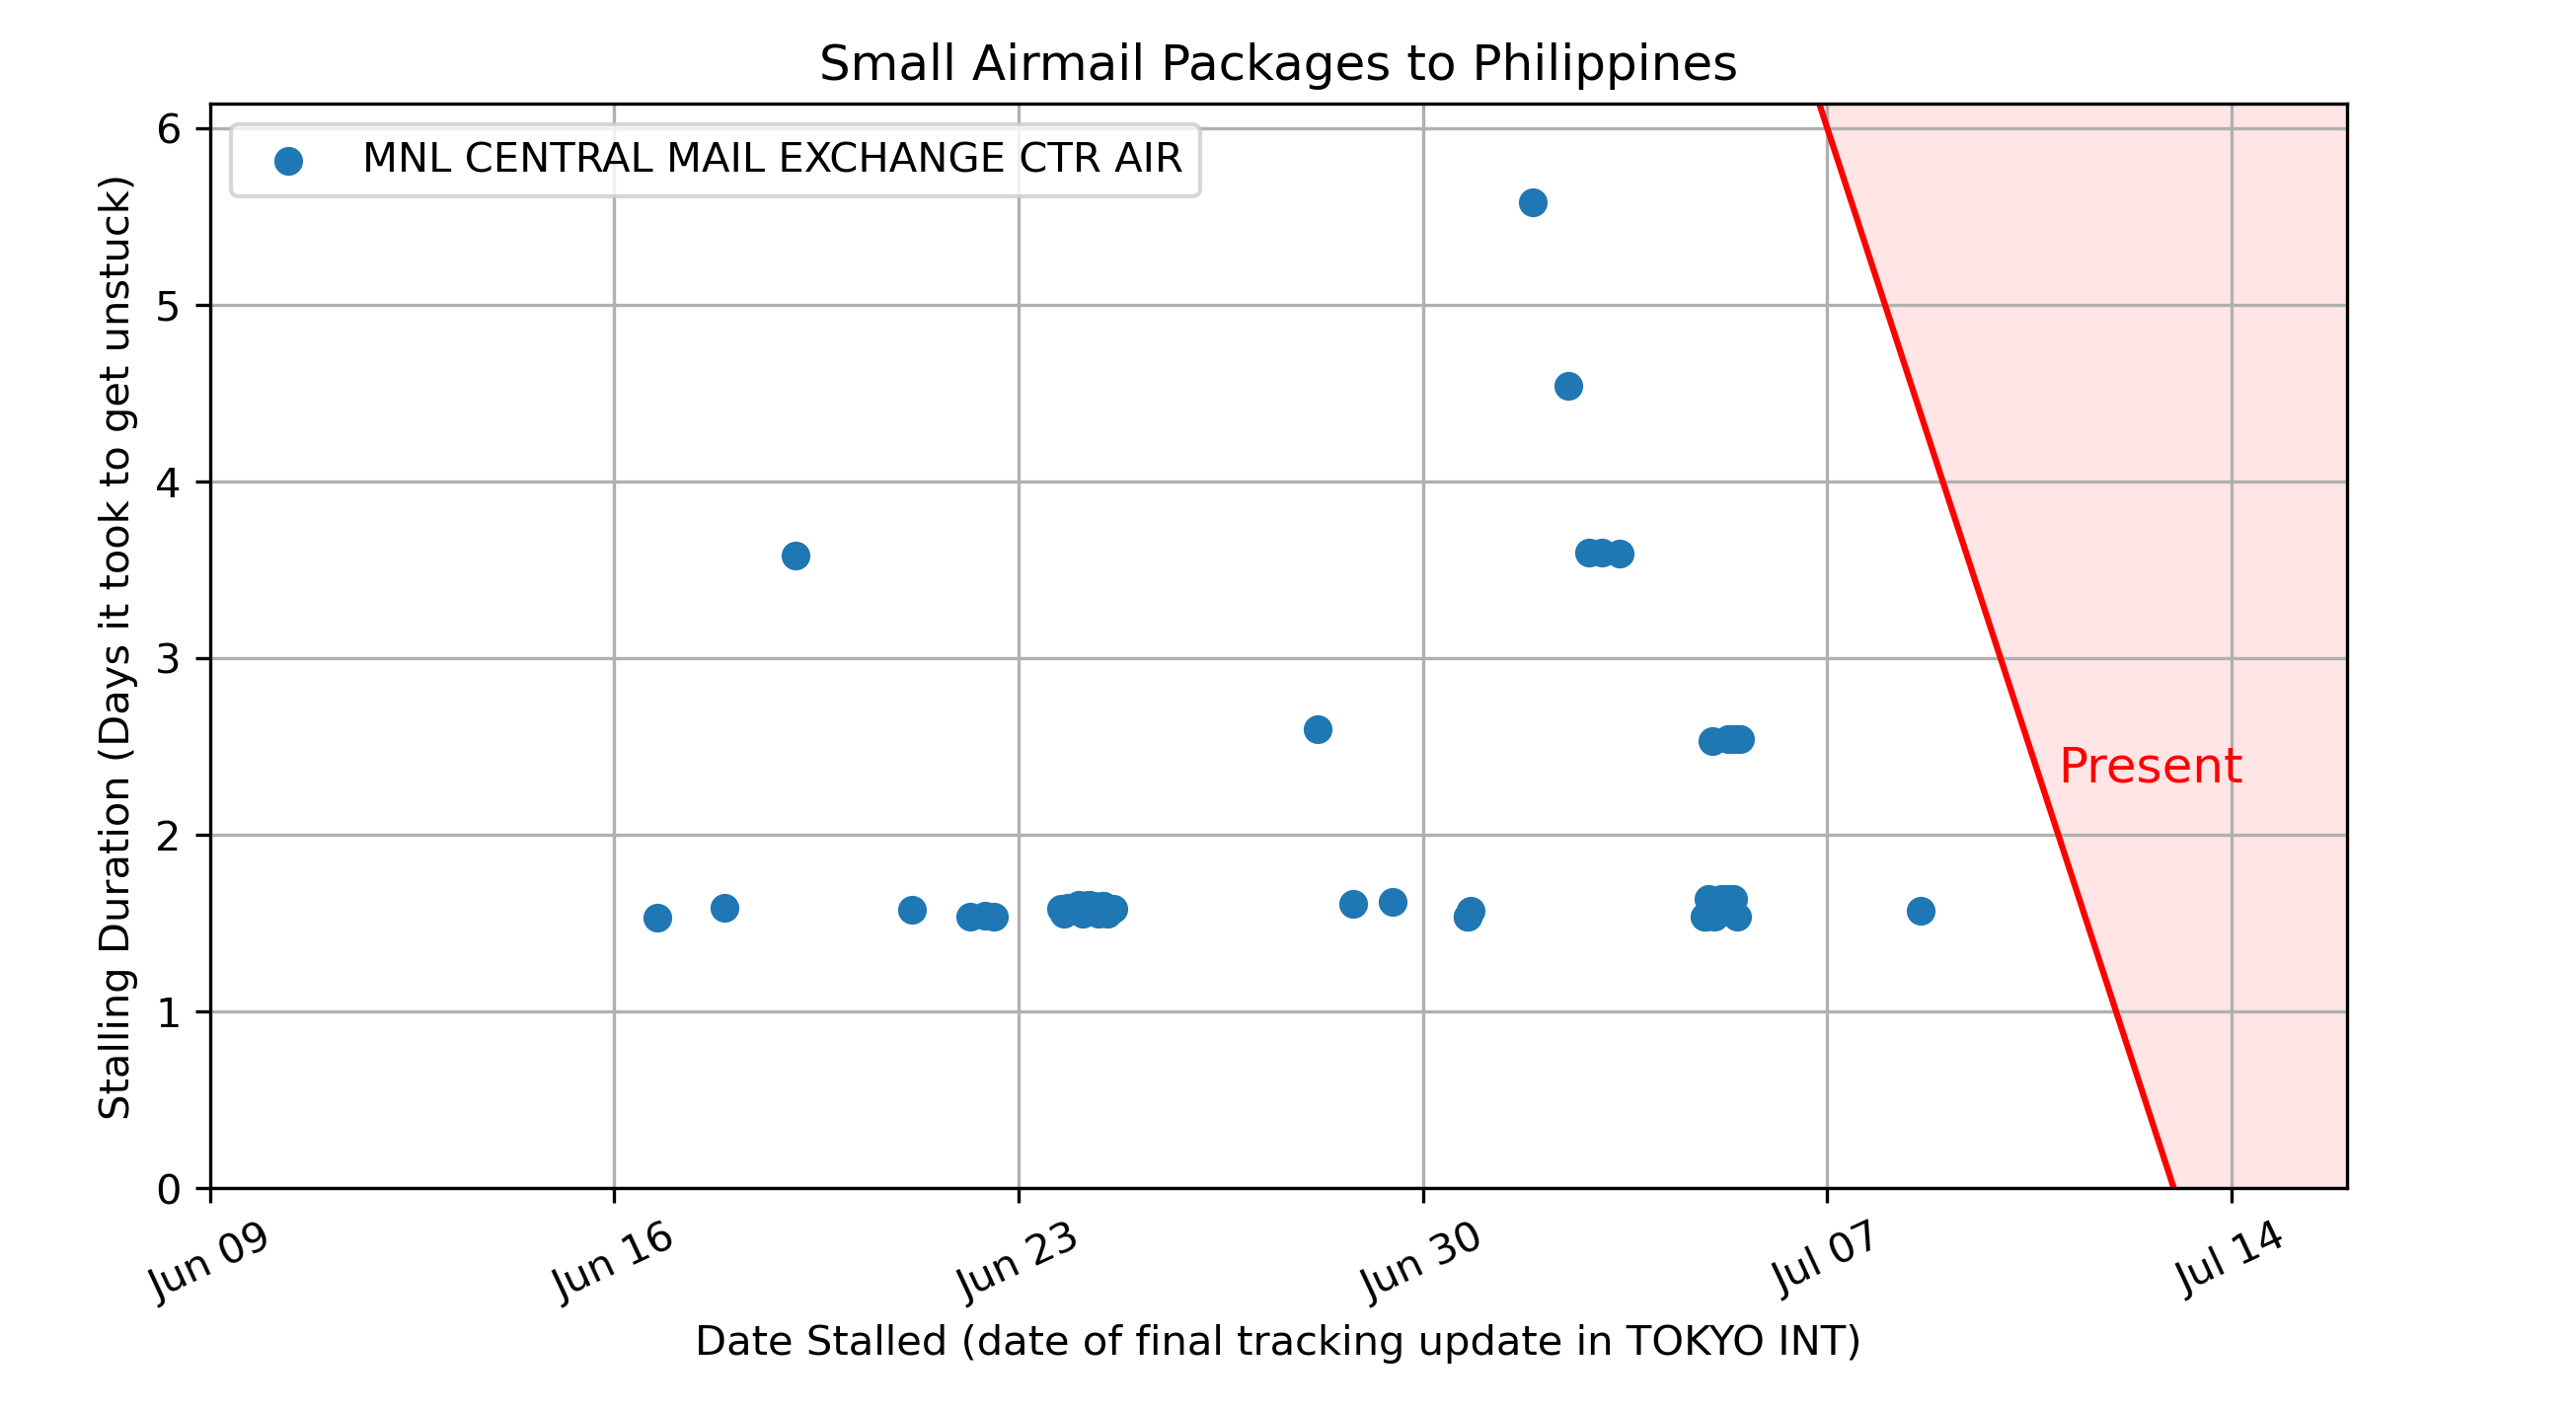 Small Airmail Packages to Philippines
MNL CENTRAL MAIL EXCHANGE CTR AIR
Stalling Duration (Days it took to get unstuck)
6
5
4
3
2
1
0
Present
Jun 09
Jun 16
Jun 23
Jun 30
Jul 07
Jul 14
Date Stalled (date of final tracking update in TOKYO INT)